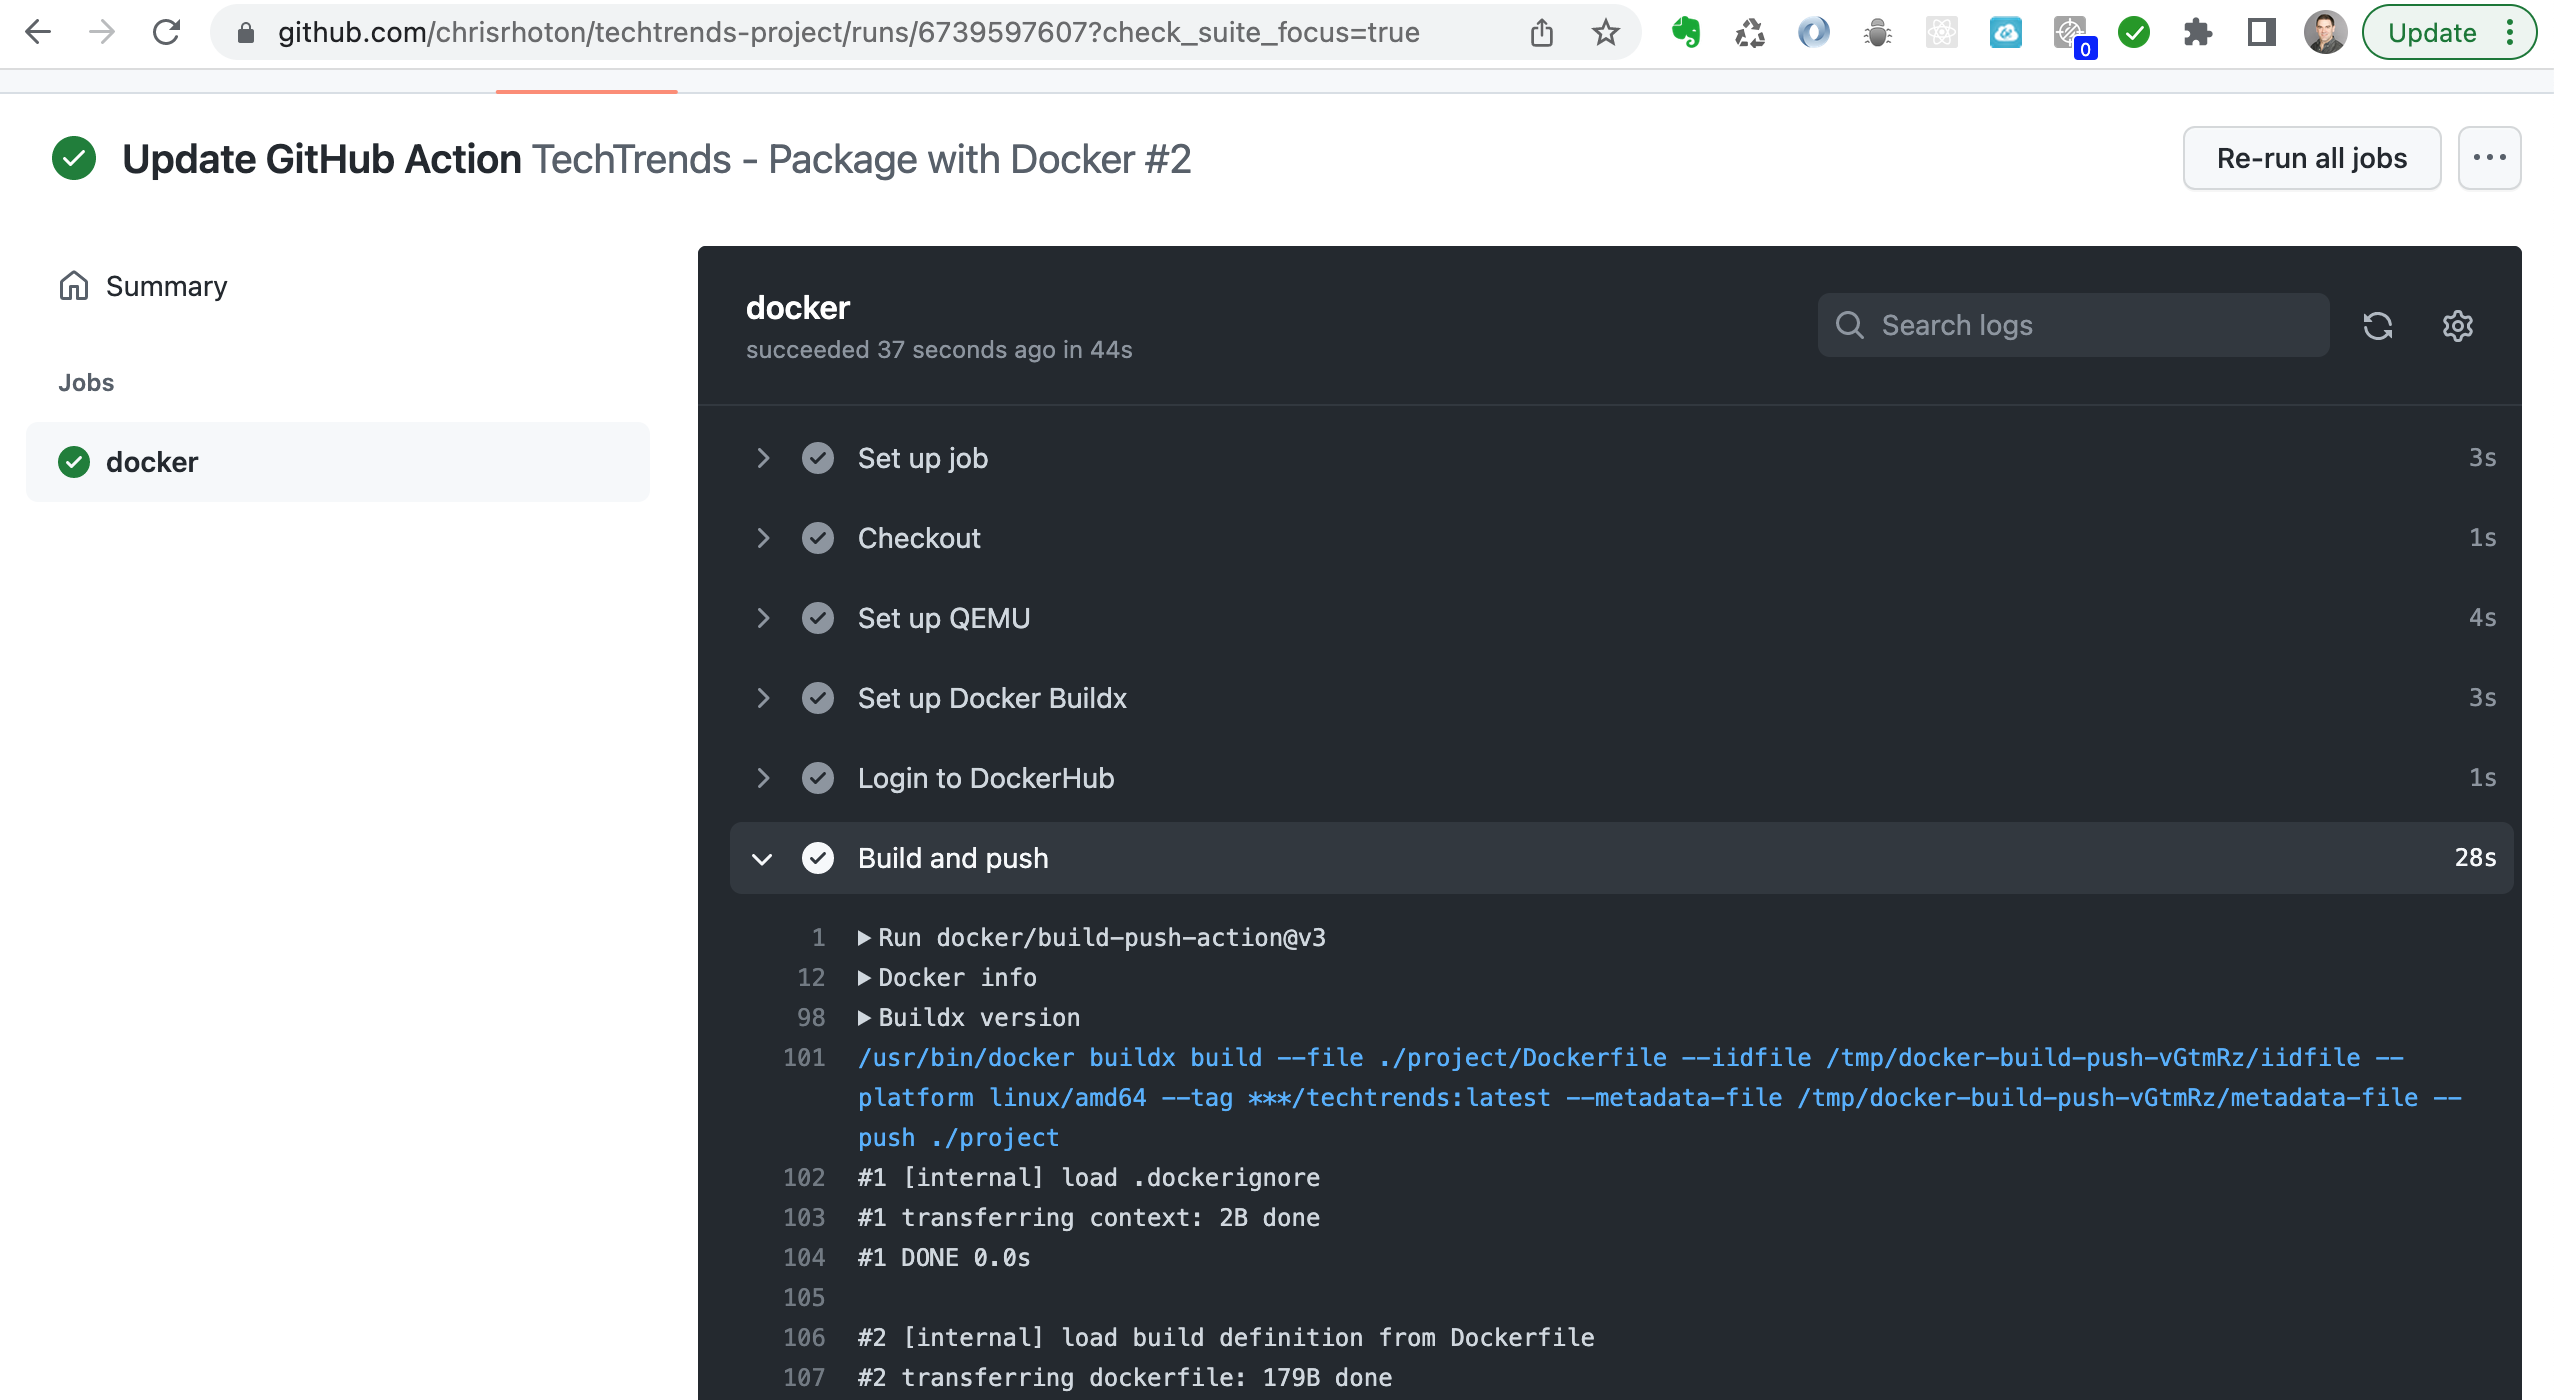 github.com/chrisrhoton/techtrends-project/runs/6739597607?check_suite_focus=true
0
Update
Update GitHub Action TechTrends - Package with Docker #2
Re-run all jobs
Summary
Jobs
docker
docker
succeeded 37 seconds ago in 44s
Search logs
Set up job 3s
Checkout 1s
Set up QEMU 4s
Set up Docker Buildx 3s
Login to DockerHub 1s
Build and push 28s
1 ▶Run docker/build-push-action@v3
12 ▶Docker info
98 ▶Buildx version
101 /usr/bin/docker buildx build --file ./project/Dockerfile --iidfile /tmp/docker-build-push-vGtmRz/iidfile --
platform linux/amd64 --tag ***/techtrends:latest --metadata-file /tmp/docker-build-push-vGtmRz/metadata-file --
push ./project
102 #1 [internal] load .dockerignore
103 #1 transferring context: 2B done
104 #1 DONE 0.0s
105
106 #2 [internal] load build definition from Dockerfile
107 #2 transferring dockerfile: 179B done